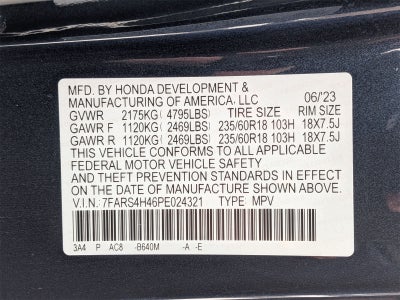 MFD. BY HONDA DEVELOPMENT &
MANUFACTURING OF AMERICA, LLC 06/'23
GVWR 2175KG (4795LBS) TIRE SIZE RIM SIZE
GAWR F 1120KG (2469LBS) 235/60R18 103H 18X7.5J
GAWR R 1120KG (2469LBS) 235/60R18 103H 18X7.5J
THIS VEHICLE CONFORMS TO ALL APPLICABLE
FEDERAL MOTOR VEHICLE SAFETY
AND THEFT PREVENTION STANDARDS IN EFFECT
ON THE DATE OF MANUFACTURE SHOWN ABOVE.
V.I.N.: 7FARS4H46PE024321 TYPE: MPV
3A4 P AC8 -B640M -A -E